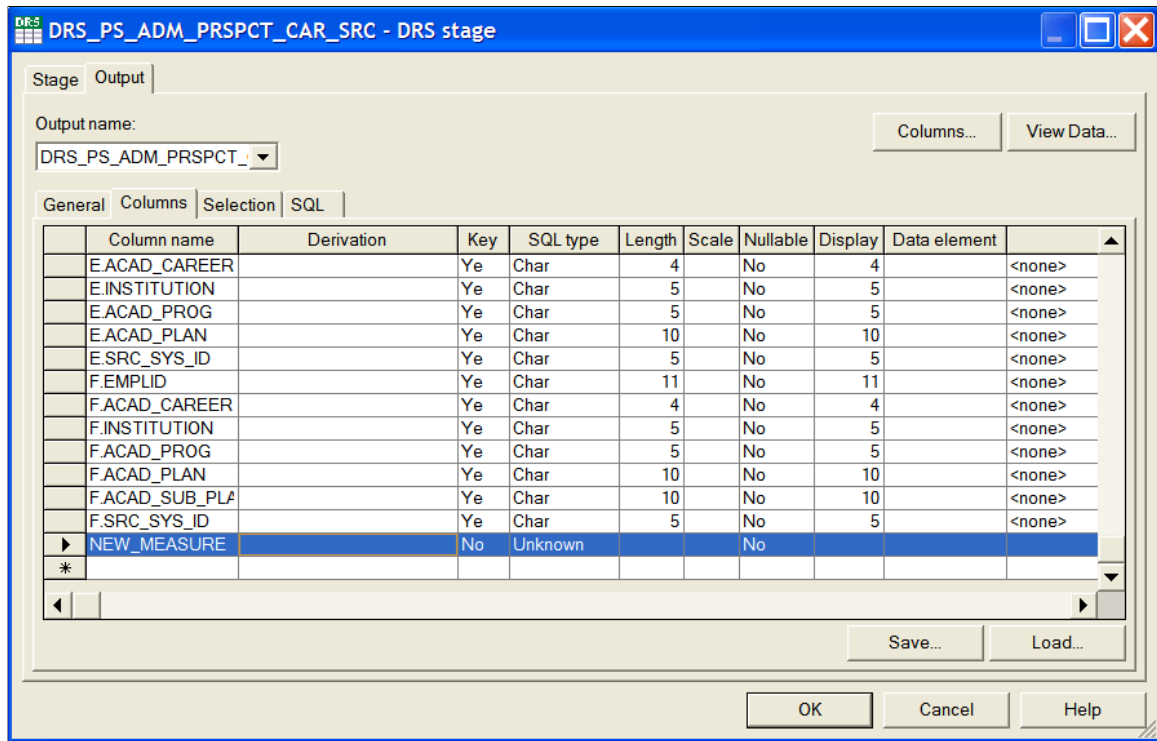 DRS DRS_PS_ADM_PRSPCT_CAR_SRC - DRS stage
Stage Output
Output name:
Columns... View Data...
DRS_PS_ADM_PRSPCT_
General Columns Selection SQL
Column name Derivation Key SQL type Length Scale Nullable Display Data element
E.ACAD_CAREER Ye Char 4 No 4 <none>
E.INSTITUTION Ye Char 5 No 5 <none>
E.ACAD_PROG Ye Char 5 No 5 <none>
E.ACAD_PLAN Ye Char 10 No 10 <none>
E.SRC_SYS_ID Ye Char 5 No 5 <none>
F.EMPLID Ye Char 11 No 11 <none>
F.ACAD_CAREER Ye Char 4 No 4 <none>
F.INSTITUTION Ye Char 5 No 5 <none>
F.ACAD_PROG Ye Char 5 No 5 <none>
F.ACAD_PLAN Ye Char 10 No 10 <none>
F.ACAD_SUB_PLA Ye Char 10 No 10 <none>
F.SRC_SYS_ID Ye Char 5 No 5 <none>
NEW_MEASURE No Unknown No
*
Save... Load...
OK Cancel Help